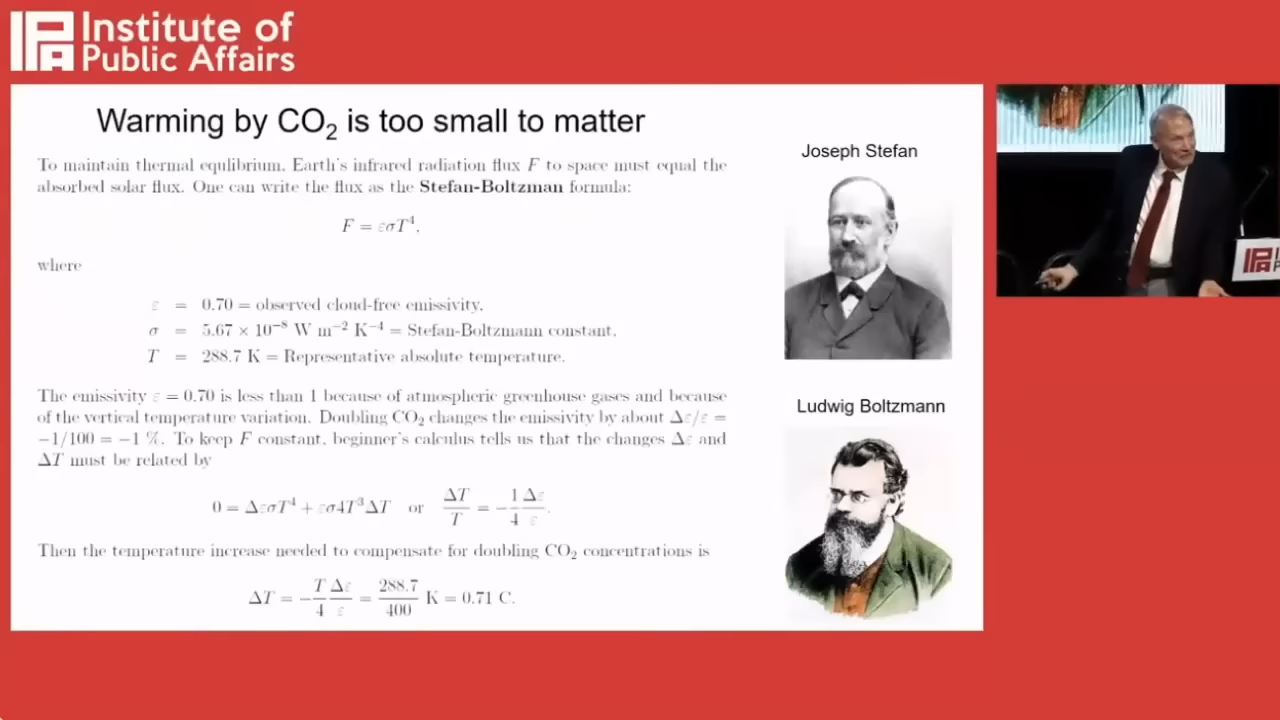 Institute of
Public Affairs
Warming by CO₂ is too small to matter
To maintain thermal equlibrium, Earth's infrared radiation flux F to space must equal the
absorbed solar flux. One can write the flux as the Stefan-Boltzman formula:
F = εσT⁴,
where
ε = 0.70 = observed cloud-free emissivity.
σ = 5.67 × 10⁻⁸ W m⁻² K⁻⁴ = Stefan-Boltzmann constant.
T = 288.7 K = Representative absolute temperature.
The emissivity ε = 0.70 is less than 1 because of atmospheric greenhouse gases and because
of the vertical temperature variation. Doubling CO₂ changes the emissivity by about Δε/ε =
−1/100 = −1 %. To keep F constant, beginner's calculus tells us that the changes Δε and
ΔT must be related by
0 = ΔεσT⁴ + εσ4T³ΔT or ΔT/T = −1/4 Δε/ε.
Then the temperature increase needed to compensate for doubling CO₂ concentrations is
ΔT = −T/4 Δε/ε = 288.7/400 K = 0.71 C.
Joseph Stefan
Ludwig Boltzmann